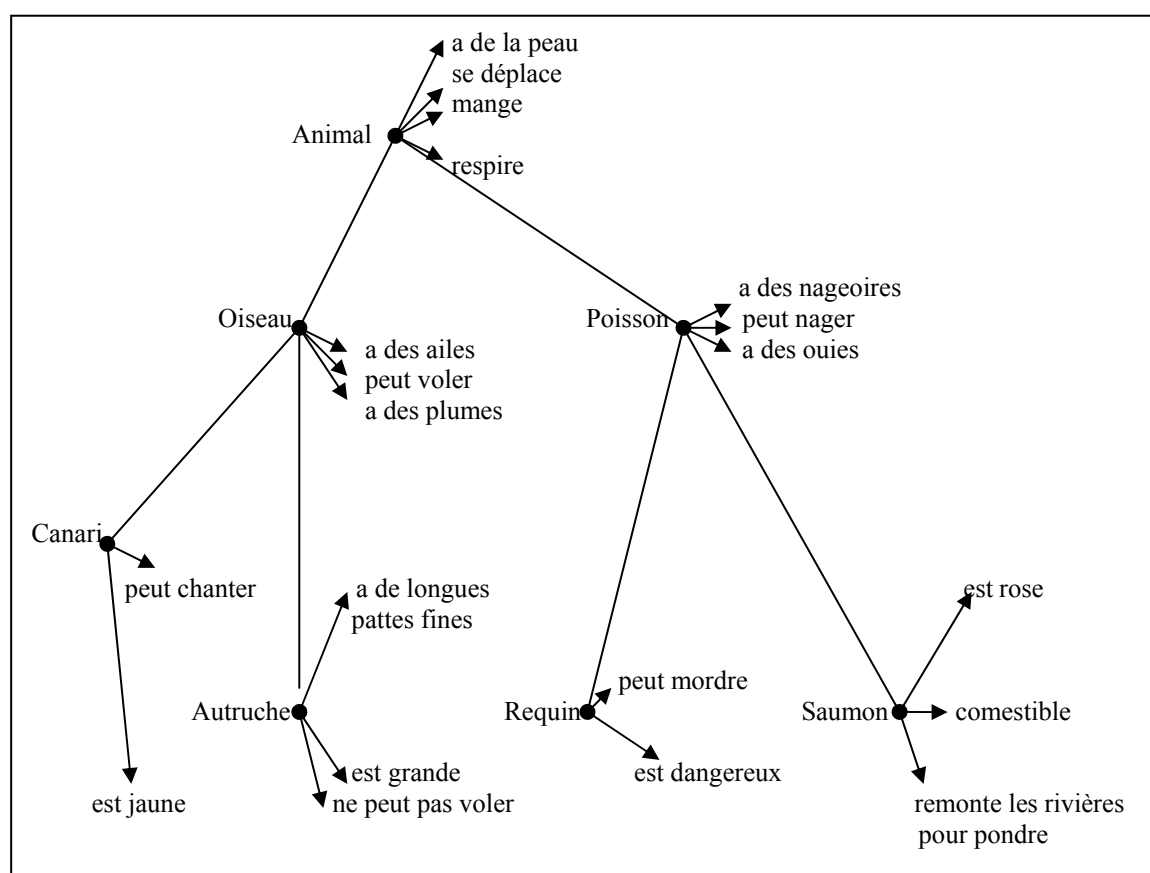 a de la peau
se déplace
mange
Animal
respire
Oiseau
a des ailes
peut voler
a des plumes
Poisson
a des nageoires
peut nager
a des ouies
Canari
peut chanter
est jaune
a de longues
pattes fines
Autruche
est grande
ne peut pas voler
peut mordre
Requin
est dangereux
est rose
Saumon
comestible
remonte les rivières
pour pondre